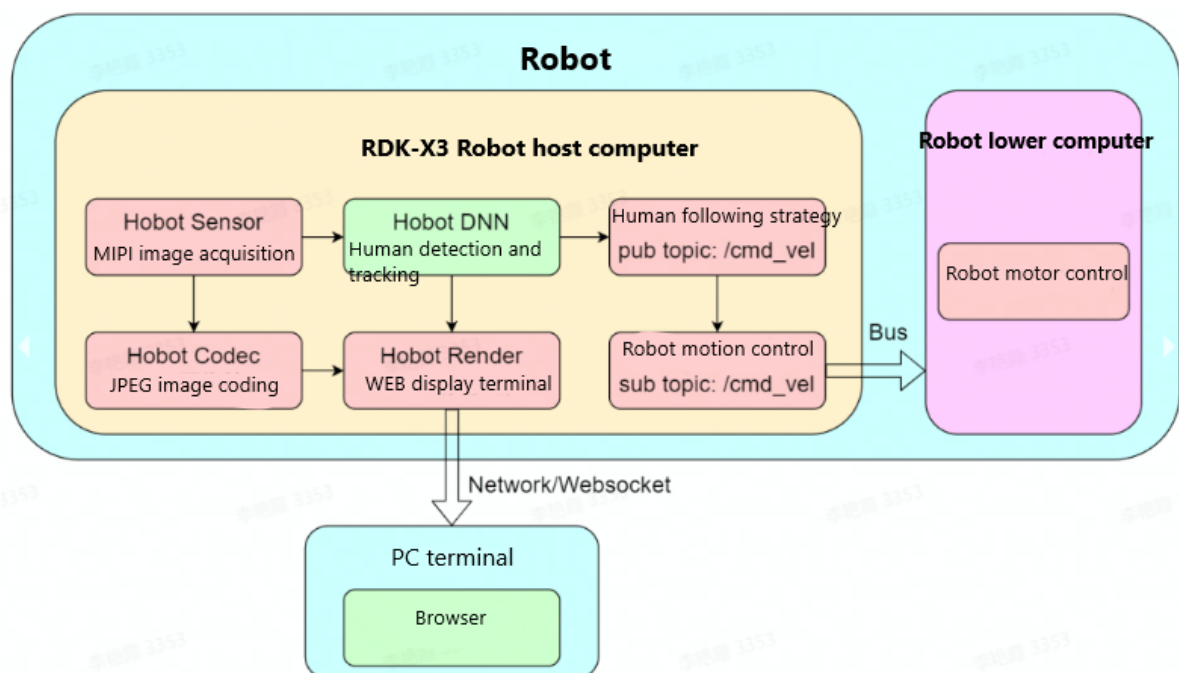 Robot
RDK-X3 Robot host computer
Robot lower computer
Hobot Sensor
MIPI image acquisition
Hobot DNN
Human detection and
tracking
Human following strategy
pub topic: /cmd_vel
Robot motor control
Hobot Codec
JPEG image coding
Hobot Render
WEB display terminal
Robot motion control
sub topic: /cmd_vel
Bus
Network/Websocket
PC terminal
Browser